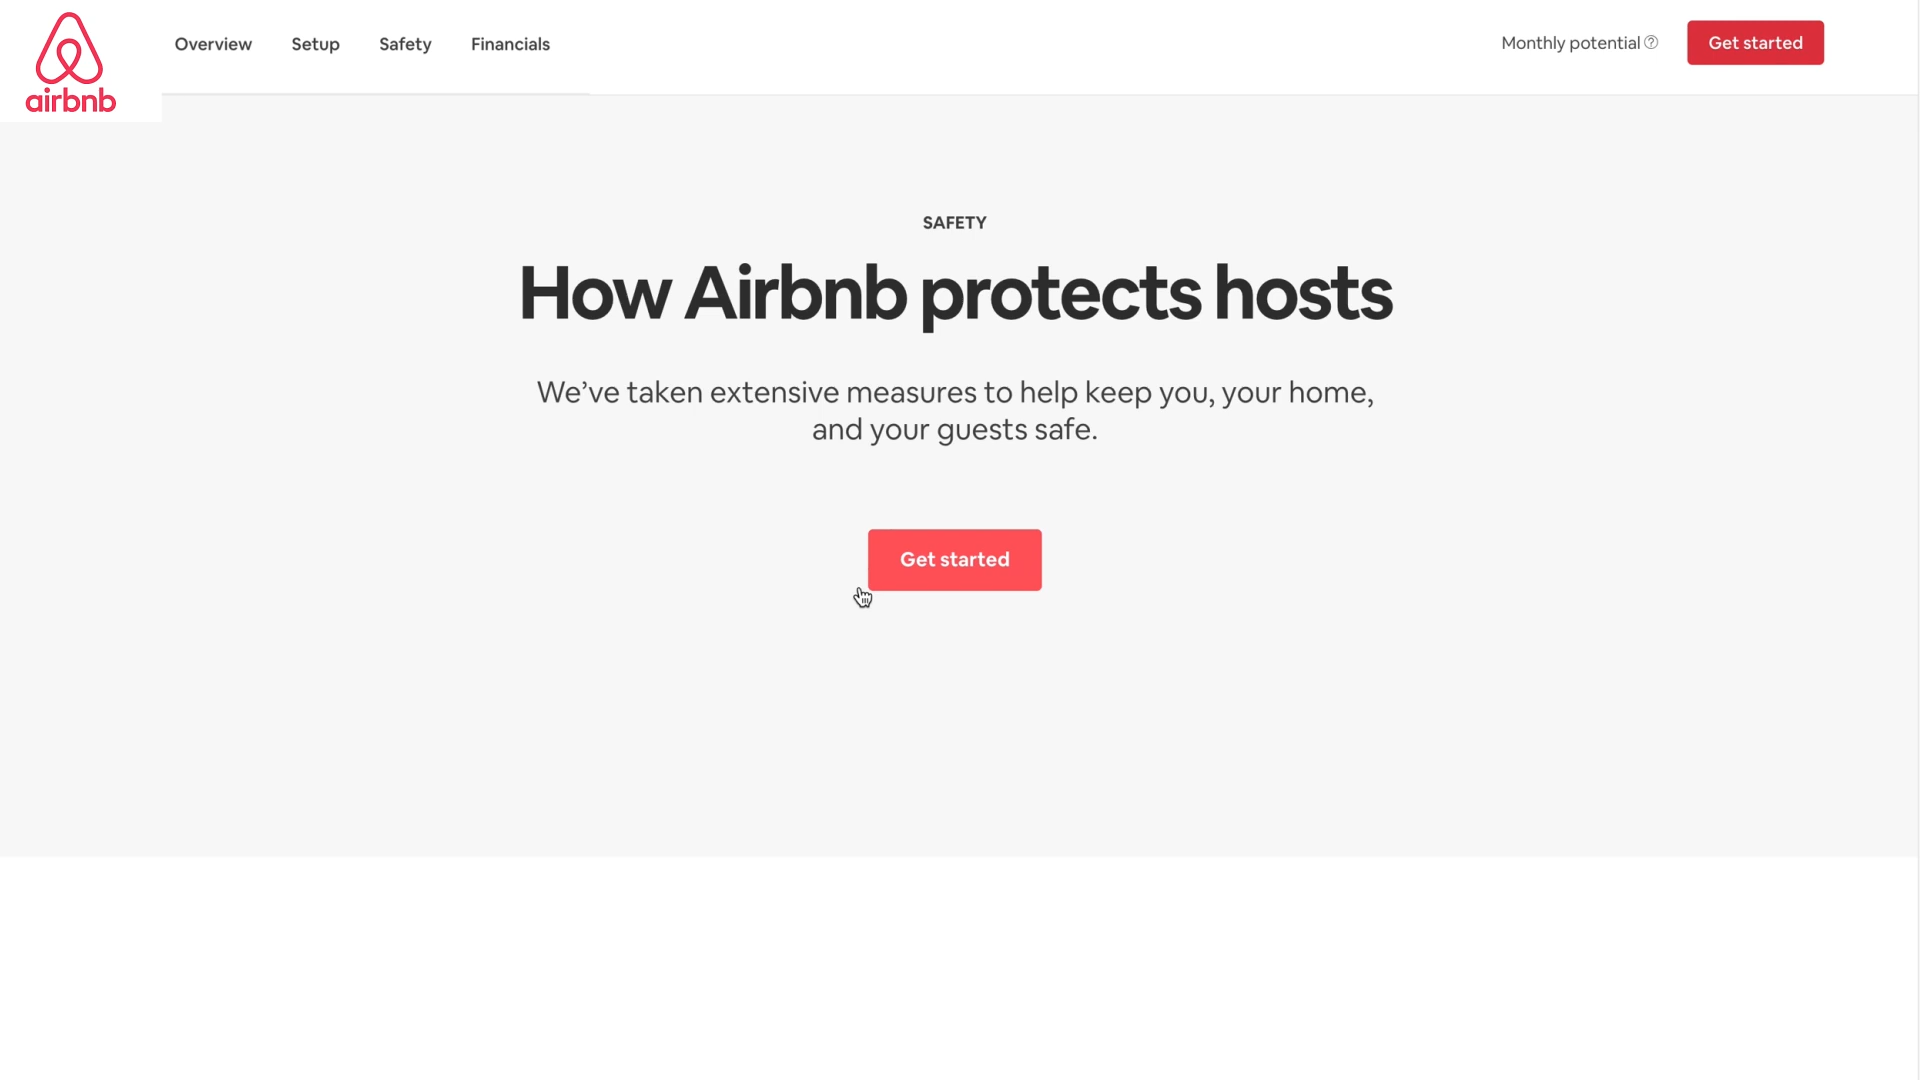 airbnb
Overview Setup Safety Financials Monthly potential ? Get started
SAFETY
How Airbnb protects hosts
We’ve taken extensive measures to help keep you, your home,
and your guests safe.
Get started